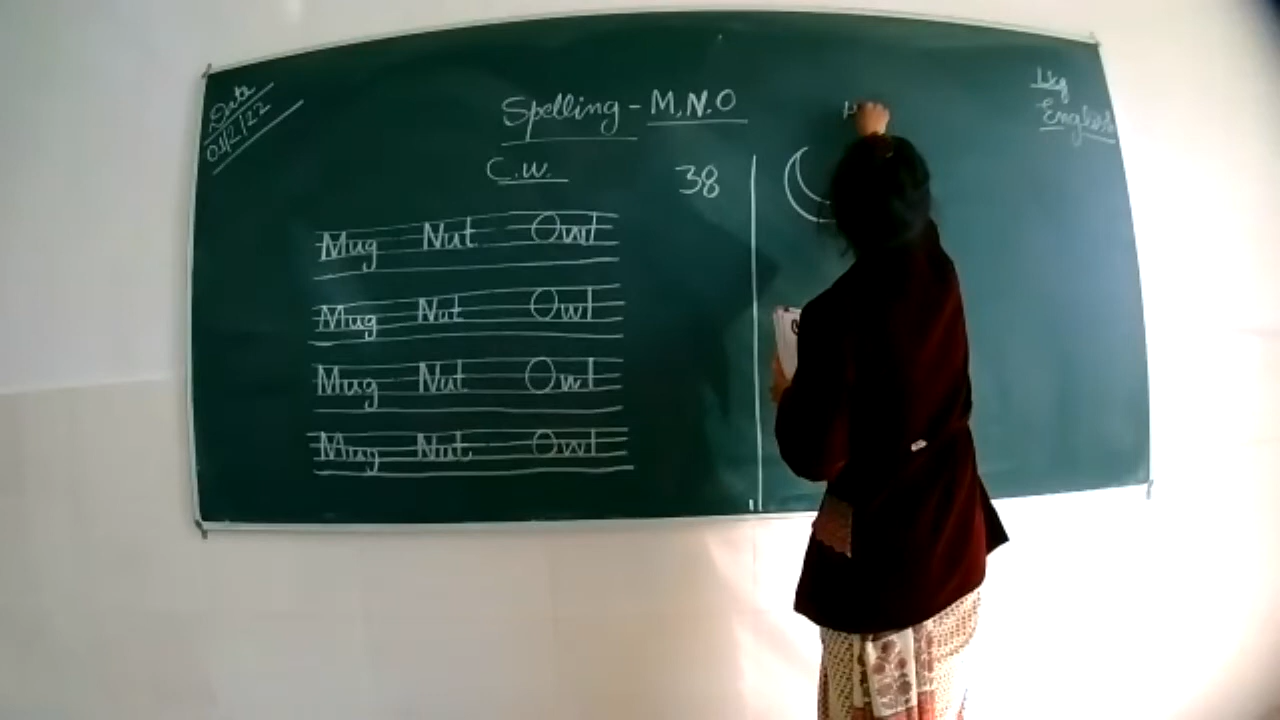 Date
01/2/22
Spelling - M, N, O
Lkg
English
C.W.
38
Mug Nut Owl
Mug Nut Owl
Mug Nut Owl
Mug Nut Owl